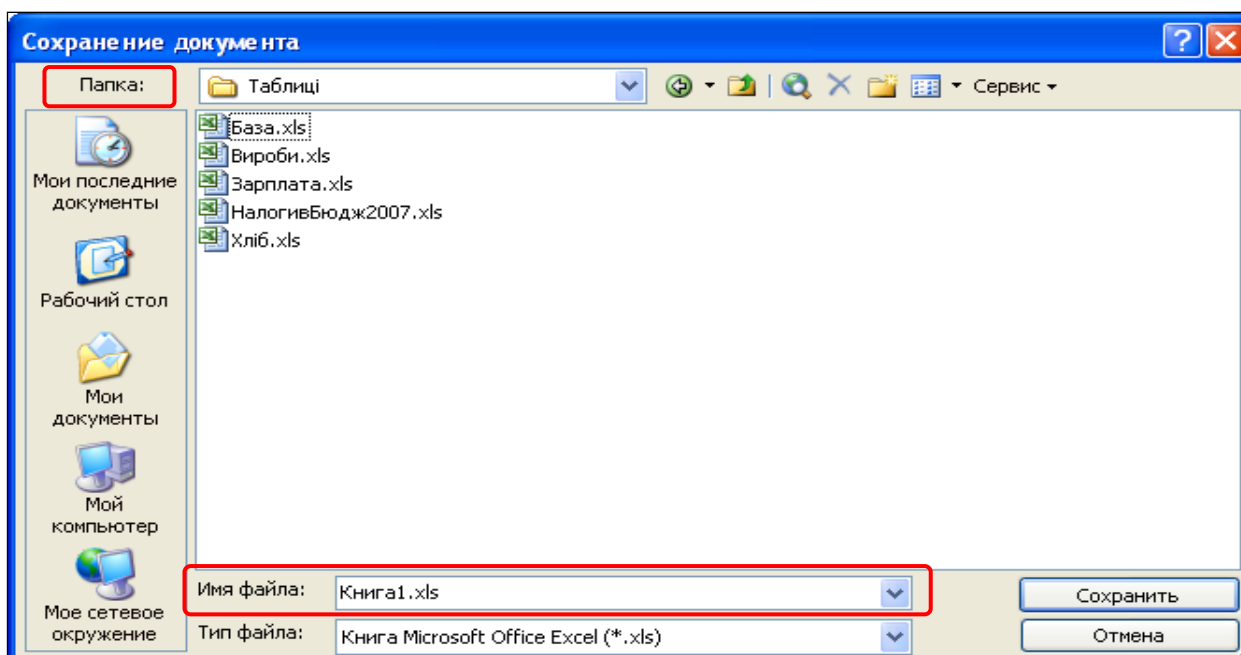 Сохранение документа
Папка:
Таблиці
Сервис
База.xls
Вироби.xls
Зарплата.xls
НалогивБюдж2007.xls
Хліб.xls
Мои последние
документы
Рабочий стол
Мои
документы
Мой
компьютер
Мое сетевое
окружение
Имя файла:
Книга1.xls
Сохранить
Тип файла:
Книга Microsoft Office Excel (*.xls)
Отмена